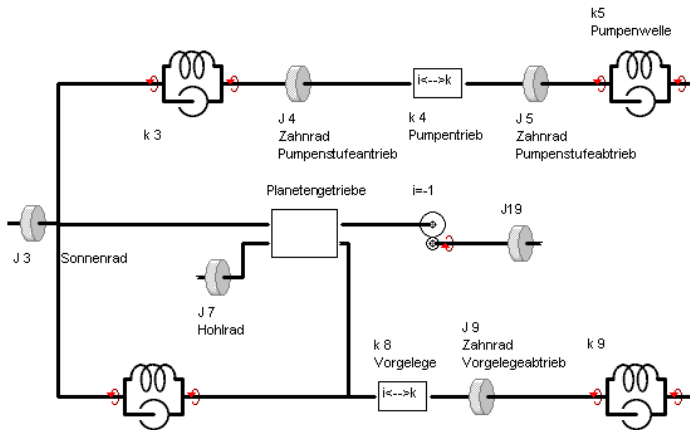 k5
Pumpenwelle
i<-->k
k 3
J 4
Zahnrad
Pumpenstufeantrieb
k 4
Pumpentrieb
J 5
Zahnrad
Pumpenstufeabtrieb
Planetengetriebe
i=-1
J19
J 3
Sonnenrad
J 7
Hohlrad
k 8
Vorgelege
J 9
Zahnrad
Vorgelegeabtrieb
k 9
i<-->k